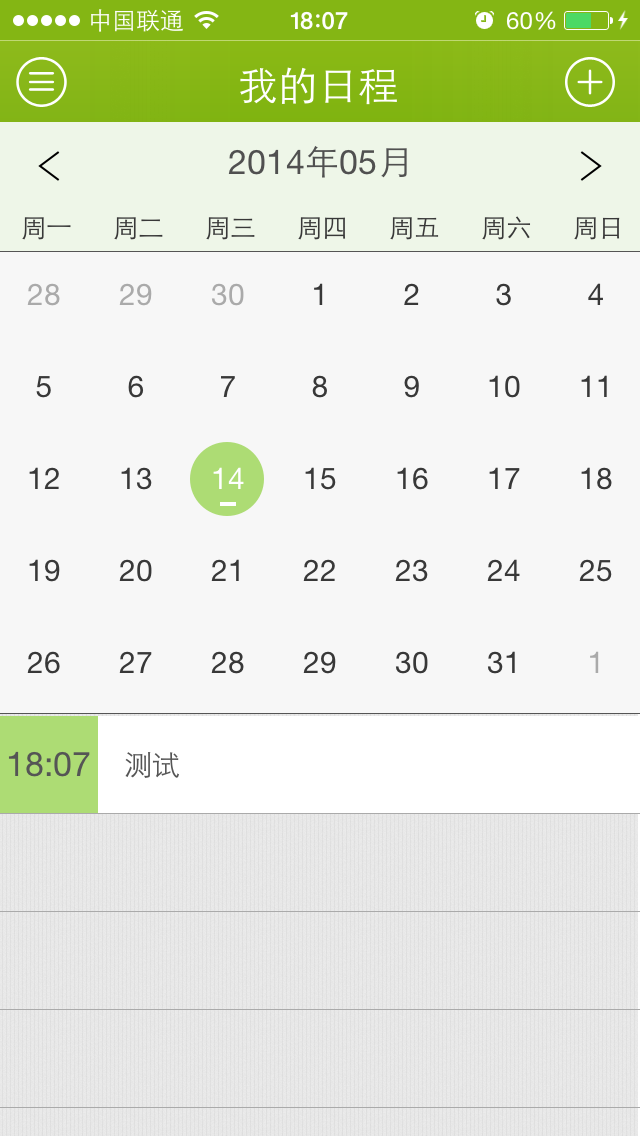 中国联通 18:07 60%
我的日程
2014年05月
周一 周二 周三 周四 周五 周六 周日
28 29 30 1 2 3 4
5 6 7 8 9 10 11
12 13 14 15 16 17 18
19 20 21 22 23 24 25
26 27 28 29 30 31 1
18:07 测试